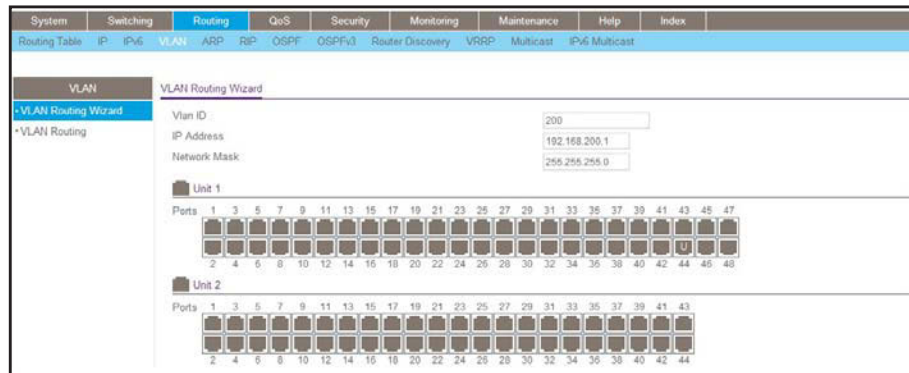 System Switching Routing QoS Security Monitoring Maintenance Help Index
Routing Table IP IPv6 VLAN ARP RIP OSPF OSPFv3 Router Discovery VRRP Multicast IPv6 Multicast
VLAN
VLAN Routing Wizard
VLAN Routing
VLAN Routing Wizard
Vlan ID 200
IP Address 192.168.200.1
Network Mask 255.255.255.0
Unit 1
Ports 1 3 5 7 9 11 13 15 17 19 21 23 25 27 29 31 33 35 37 39 41 43 45 47
U
2 4 6 8 10 12 14 16 18 20 22 24 26 28 30 32 34 36 38 40 42 44 46 48
Unit 2
Ports 1 3 5 7 9 11 13 15 17 19 21 23 25 27 29 31 33 35 37 39 41 43
2 4 6 8 10 12 14 16 18 20 22 24 26 28 30 32 34 36 38 40 42 44